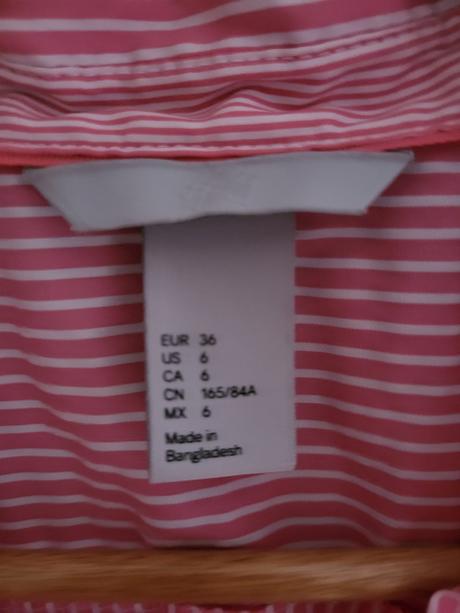 EUR 36
US 6
CA 6
CN 165/84A
MX 6
Made in
Bangladesh